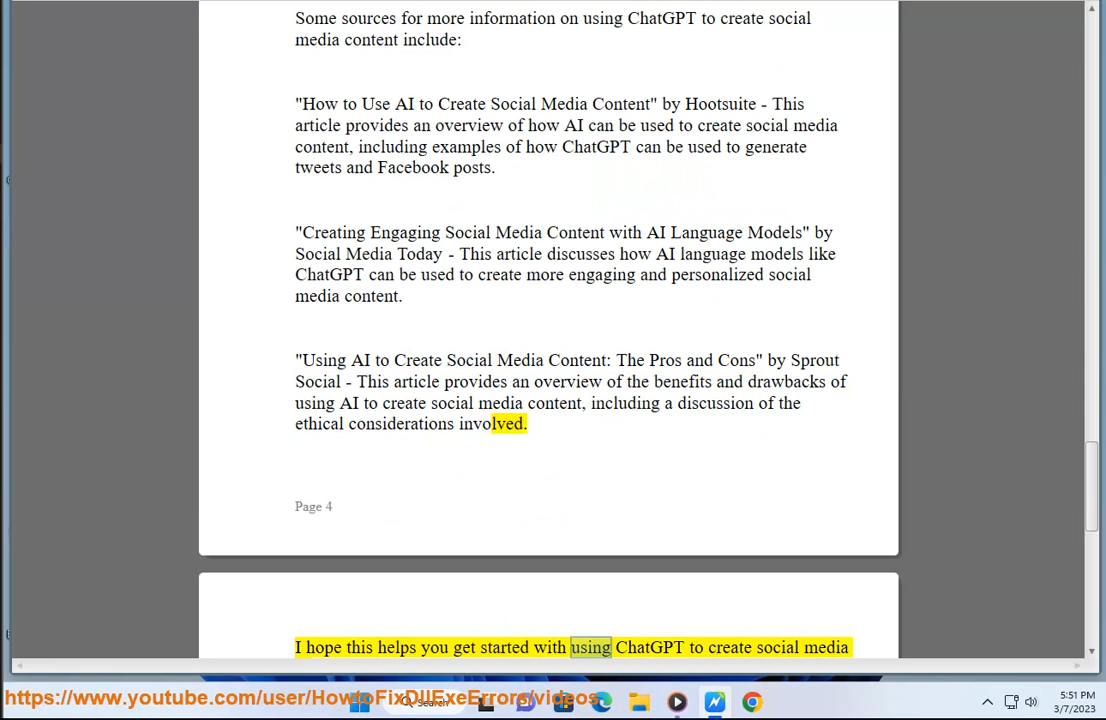 Some sources for more information on using ChatGPT to create social
media content include:
"How to Use AI to Create Social Media Content" by Hootsuite - This
article provides an overview of how AI can be used to create social media
content, including examples of how ChatGPT can be used to generate
tweets and Facebook posts.
"Creating Engaging Social Media Content with AI Language Models" by
Social Media Today - This article discusses how AI language models like
ChatGPT can be used to create more engaging and personalized social
media content.
"Using AI to Create Social Media Content: The Pros and Cons" by Sprout
Social - This article provides an overview of the benefits and drawbacks of
using AI to create social media content, including a discussion of the
ethical considerations involved.
Page 4
I hope this helps you get started with using ChatGPT to create social media
https://www.youtube.com/user/HowtoFixDllExeErrors/videos
Search
5:51 PM
3/7/2023